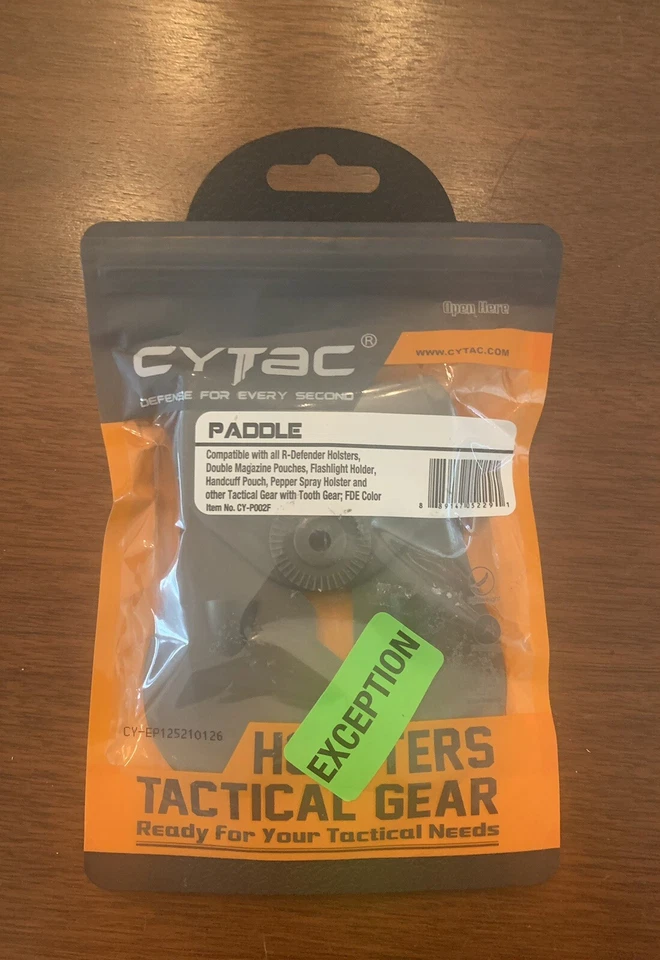 Open Here
CYTAC®
WWW.CYTAC.COM
DEFENSE FOR EVERY SECOND
PADDLE
Compatible with all R-Defender Holsters,
Double Magazine Pouches, Flashlight Holder,
Handcuff Pouch, Pepper Spray Holster and
other Tactical Gear with Tooth Gear; FDE Color
Item No. CY-P002F
EXCEPTION
CY-EP125210126
H TERS
TACTICAL GEAR
Ready For Your Tactical Needs